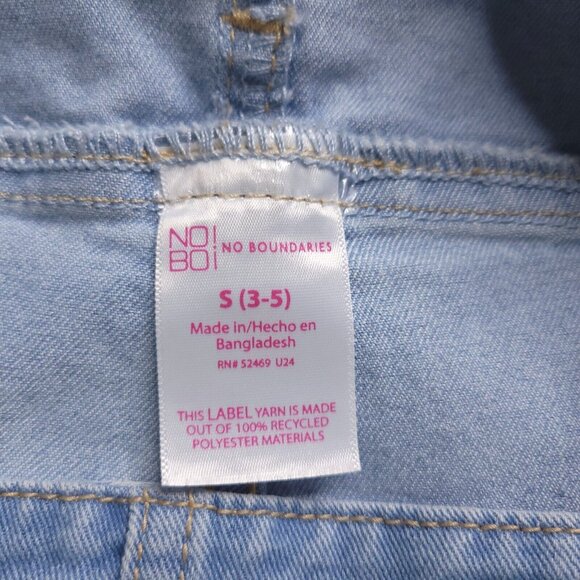 NO!
BO! NO BOUNDARIES
S (3-5)
Made in/Hecho en
Bangladesh
RN# 52469 U24
THIS LABEL YARN IS MADE
OUT OF 100% RECYCLED
POLYESTER MATERIALS